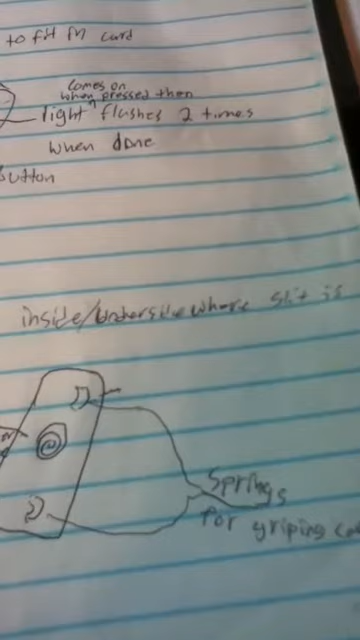 to fit in card
comes on
when pressed then
light flashes 2 times
when done
button
inside/underside where slit is
Springs
for griping